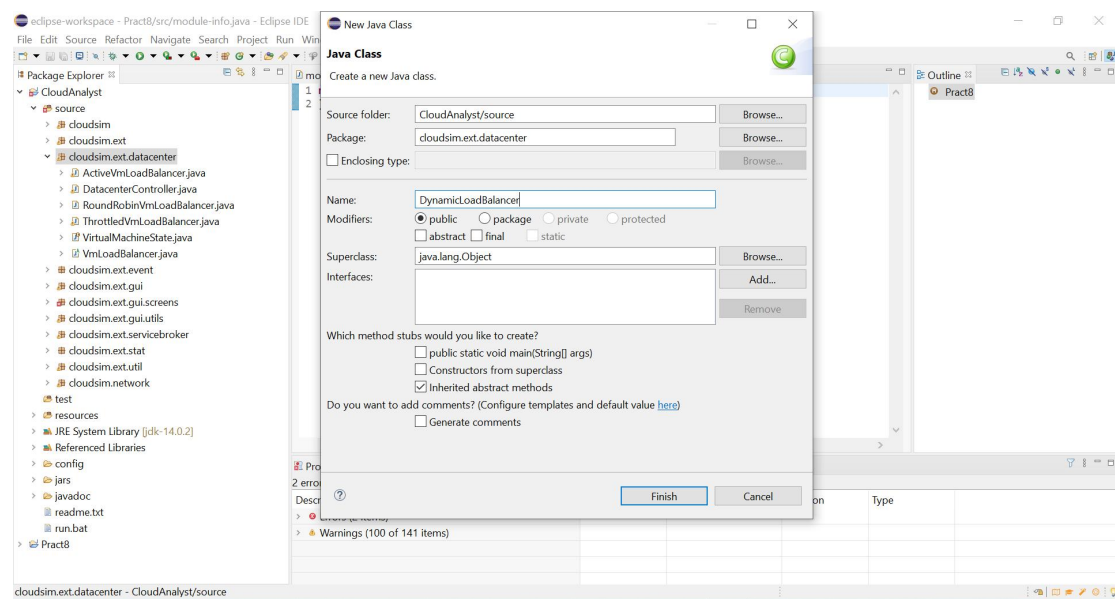 eclipse-workspace - Pract8/src/module-info.java - Eclipse IDE
File Edit Source Refactor Navigate Search Project Run Win
Package Explorer
CloudAnalyst
source
cloudsim
cloudsim.ext
cloudsim.ext.datacenter
ActiveVmLoadBalancer.java
DatacenterController.java
RoundRobinVmLoadBalancer.java
ThrottledVmLoadBalancer.java
VirtualMachineState.java
VmLoadBalancer.java
cloudsim.ext.event
cloudsim.ext.gui
cloudsim.ext.gui.screens
cloudsim.ext.gui.utils
cloudsim.ext.servicebroker
cloudsim.ext.stat
cloudsim.ext.util
cloudsim.network
test
resources
JRE System Library [jdk-14.0.2]
Referenced Libraries
config
jars
javadoc
readme.txt
run.bat
Pract8
mo
1
2
New Java Class
Java Class
Create a new Java class.
Source folder: CloudAnalyst/source Browse...
Package: cloudsim.ext.datacenter Browse...
Enclosing type: Browse...
Name: DynamicLoadBalancer
Modifiers: public package private protected
abstract final static
Superclass: java.lang.Object Browse...
Interfaces: Add...
Remove
Which method stubs would you like to create?
public static void main(String[] args)
Constructors from superclass
Inherited abstract methods
Do you want to add comments? (Configure templates and default value here)
Generate comments
? Finish Cancel
Outline
Pract8
Pro
2 erro
Descr on Type
Warnings (100 of 141 items)
cloudsim.ext.datacenter - CloudAnalyst/source